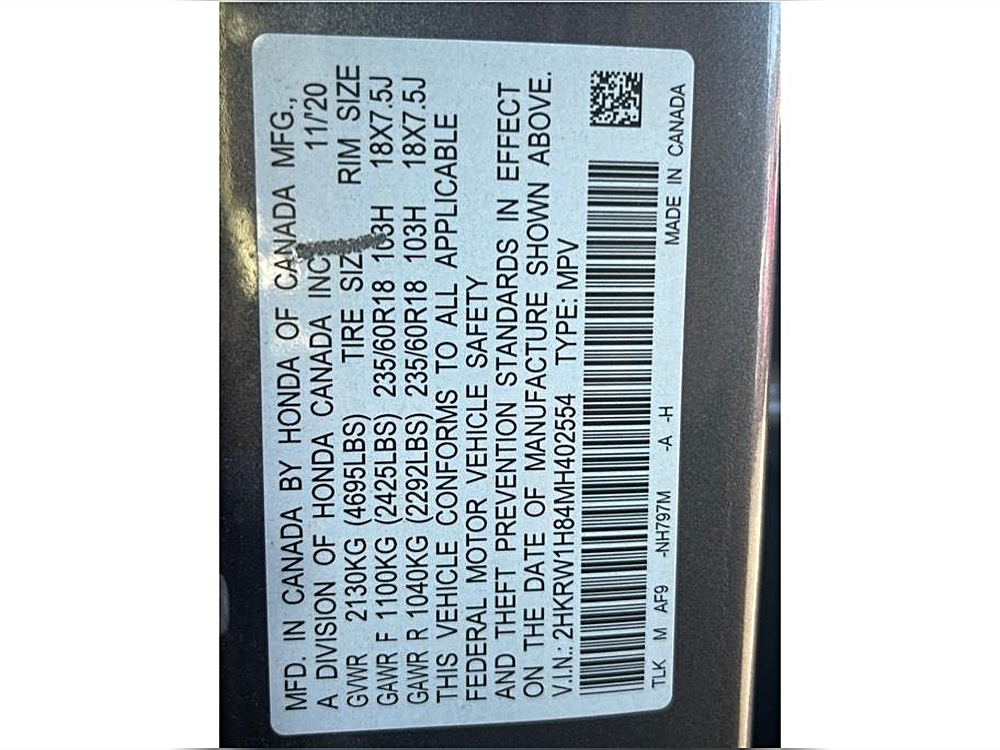 MFD. IN CANADA BY HONDA OF CANADA MFG.,
A DIVISION OF HONDA CANADA INC 11/'20
GVWR 2130KG (4695LBS) TIRE SIZE RIM SIZE
GAWR F 1100KG (2425LBS) 235/60R18 103H 18X7.5J
GAWR R 1040KG (2292LBS) 235/60R18 103H 18X7.5J
THIS VEHICLE CONFORMS TO ALL APPLICABLE
FEDERAL MOTOR VEHICLE SAFETY
AND THEFT PREVENTION STANDARDS IN EFFECT
ON THE DATE OF MANUFACTURE SHOWN ABOVE.
V.I.N.: 2HKRW1H84MH402554 TYPE: MPV
TLK M AF9 -NH797M -A -H MADE IN CANADA